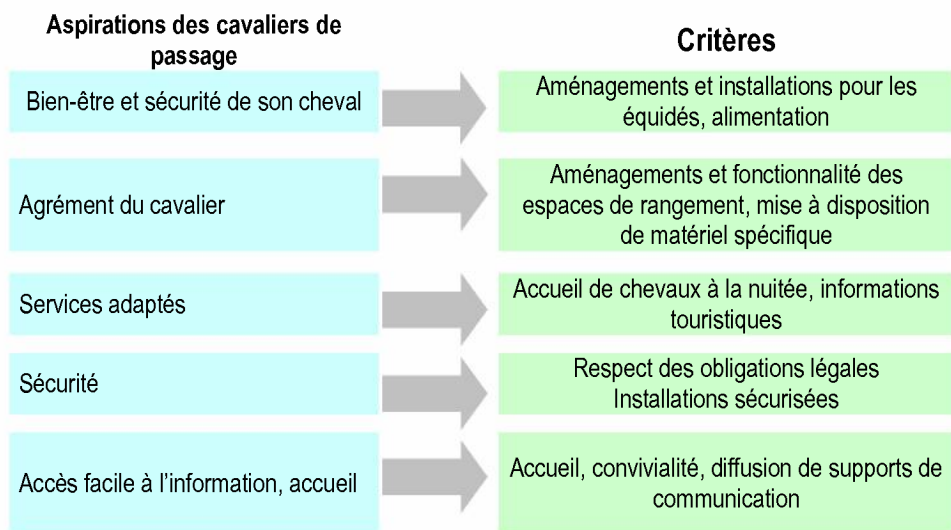 Aspirations des cavaliers de
passage
Critères
Bien-être et sécurité de son cheval
Aménagements et installations pour les
équidés, alimentation
Agrément du cavalier
Aménagements et fonctionnalité des
espaces de rangement, mise à disposition
de matériel spécifique
Services adaptés
Accueil de chevaux à la nuitée, informations
touristiques
Sécurité
Respect des obligations légales
Installations sécurisées
Accès facile à l'information, accueil
Accueil, convivialité, diffusion de supports de
communication